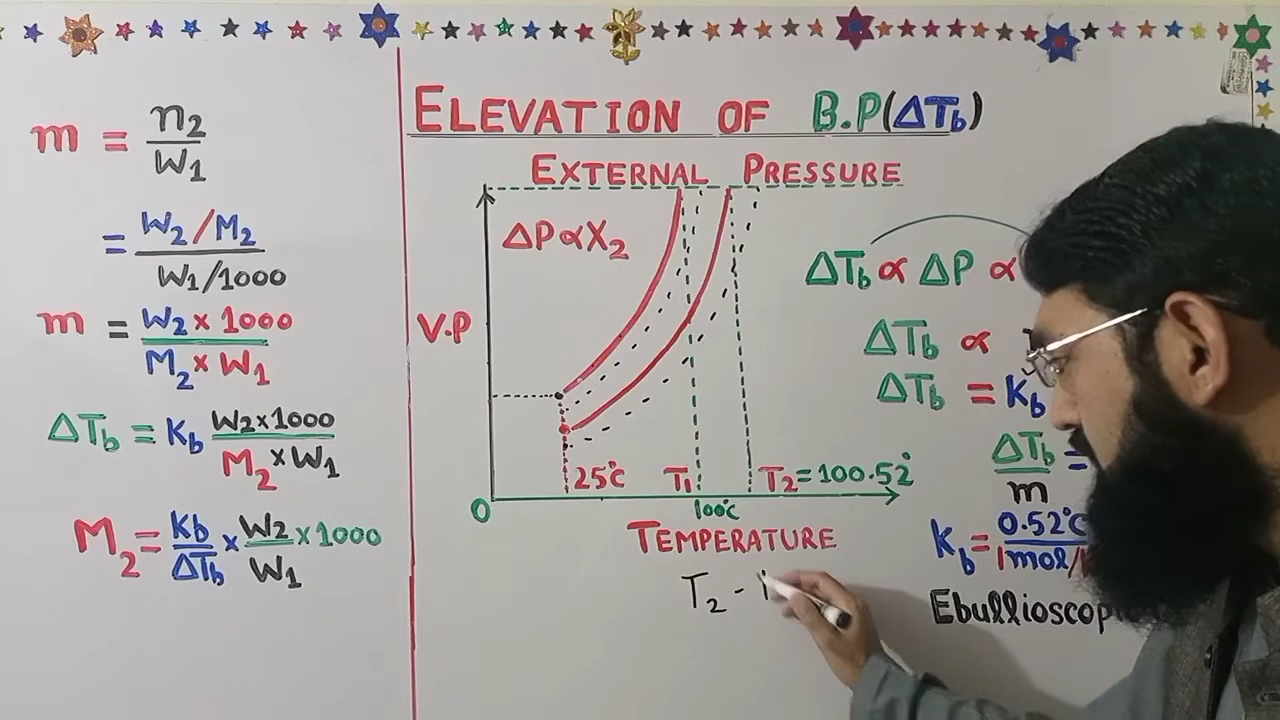 m = n₂/W₁
= W₂/M₂ / W₁/1000
m = W₂ × 1000 / M₂ × W₁
ΔTb = Kb W₂×1000 / M₂×W₁
M₂ = Kb/ΔTb × W₂/W₁ × 1000
ELEVATION OF B.P(ΔTb)
EXTERNAL PRESSURE
ΔP∝X₂
V.P
25°C T₁ T₂=100.52°
O 100°C
TEMPERATURE
T₂ -
ΔTb ∝ ΔP ∝
ΔTb ∝
ΔTb = Kb
ΔTb/m =
Kb = 0.52°C / 1mol/